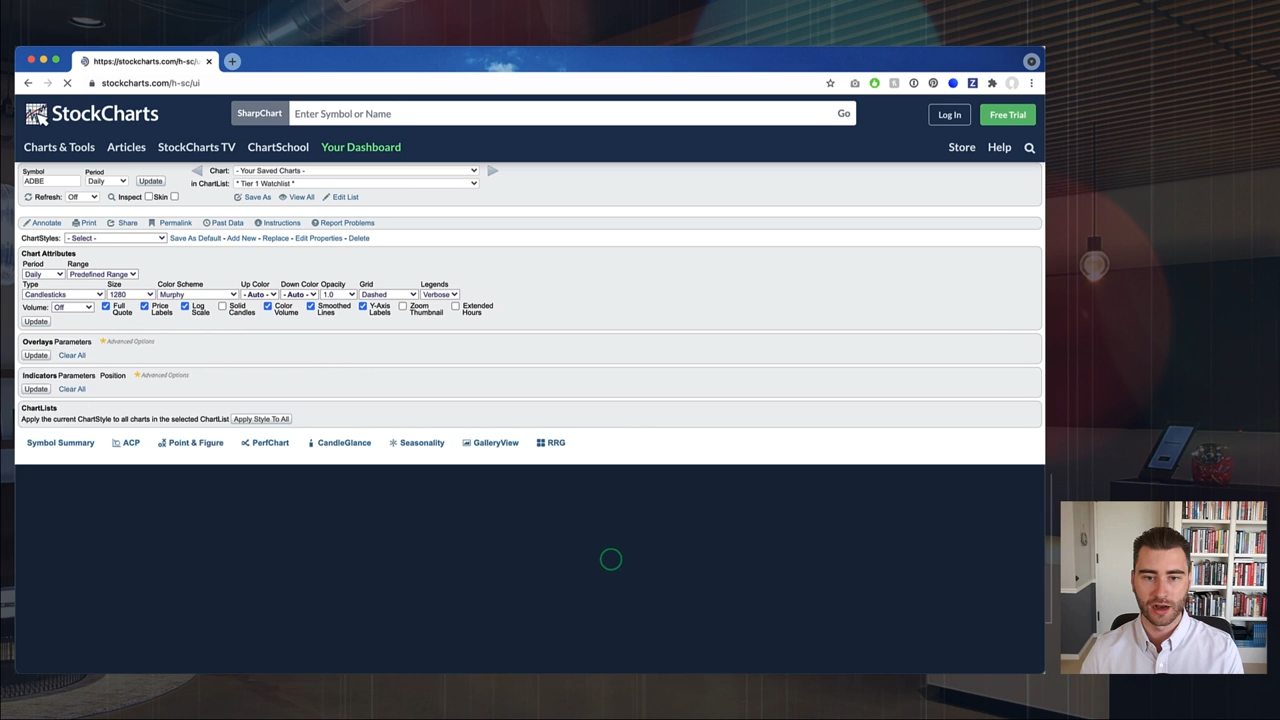 https://stockcharts.com/h-sc/u
stockcharts.com/h-sc/ui
StockCharts
SharpChart
Enter Symbol or Name
Go
Log In
Free Trial
Charts & Tools
Articles
StockCharts TV
ChartSchool
Your Dashboard
Store
Help
Symbol
Period
Chart:
- Your Saved Charts -
ADBE
Daily
Update
in ChartList:
* Tier 1 Watchlist *
Refresh:
Off
Inspect
Skin
Save As
View All
Edit List
Annotate
Print
Share
Permalink
Past Data
Instructions
Report Problems
ChartStyles:
- Select -
Save As Default - Add New - Replace - Edit Properties - Delete
Chart Attributes
Period
Range
Daily
Predefined Range
Type
Size
Color Scheme
Up Color
Down Color
Opacity
Grid
Legends
Candlesticks
1280
Murphy
- Auto -
- Auto -
1.0
Dashed
Verbose
Volume:
Off
Full Quote
Price Labels
Log Scale
Solid Candles
Color Volume
Smoothed Lines
Y-Axis Labels
Zoom Thumbnail
Extended Hours
Update
Overlays Parameters
Advanced Options
Update
Clear All
Indicators Parameters Position
Advanced Options
Update
Clear All
ChartLists
Apply the current ChartStyle to all charts in the selected ChartList
Apply Style To All
Symbol Summary
ACP
Point & Figure
PerfChart
CandleGlance
Seasonality
GalleryView
RRG